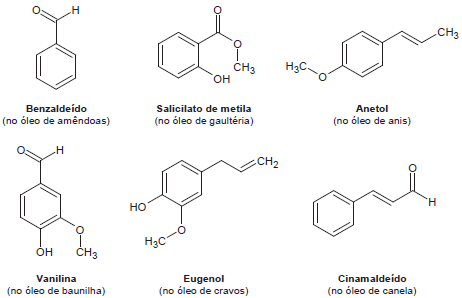 O
H
O
O
CH3
OH
CH3
H3C
O
Benzaldeído
(no óleo de amêndoas)
Salicilato de metila
(no óleo de gaultéria)
Anetol
(no óleo de anis)
O
H
O
OH
CH3
CH2
HO
O
H3C
O
H
Vanilina
(no óleo de baunilha)
Eugenol
(no óleo de cravos)
Cinamaldeído
(no óleo de canela)